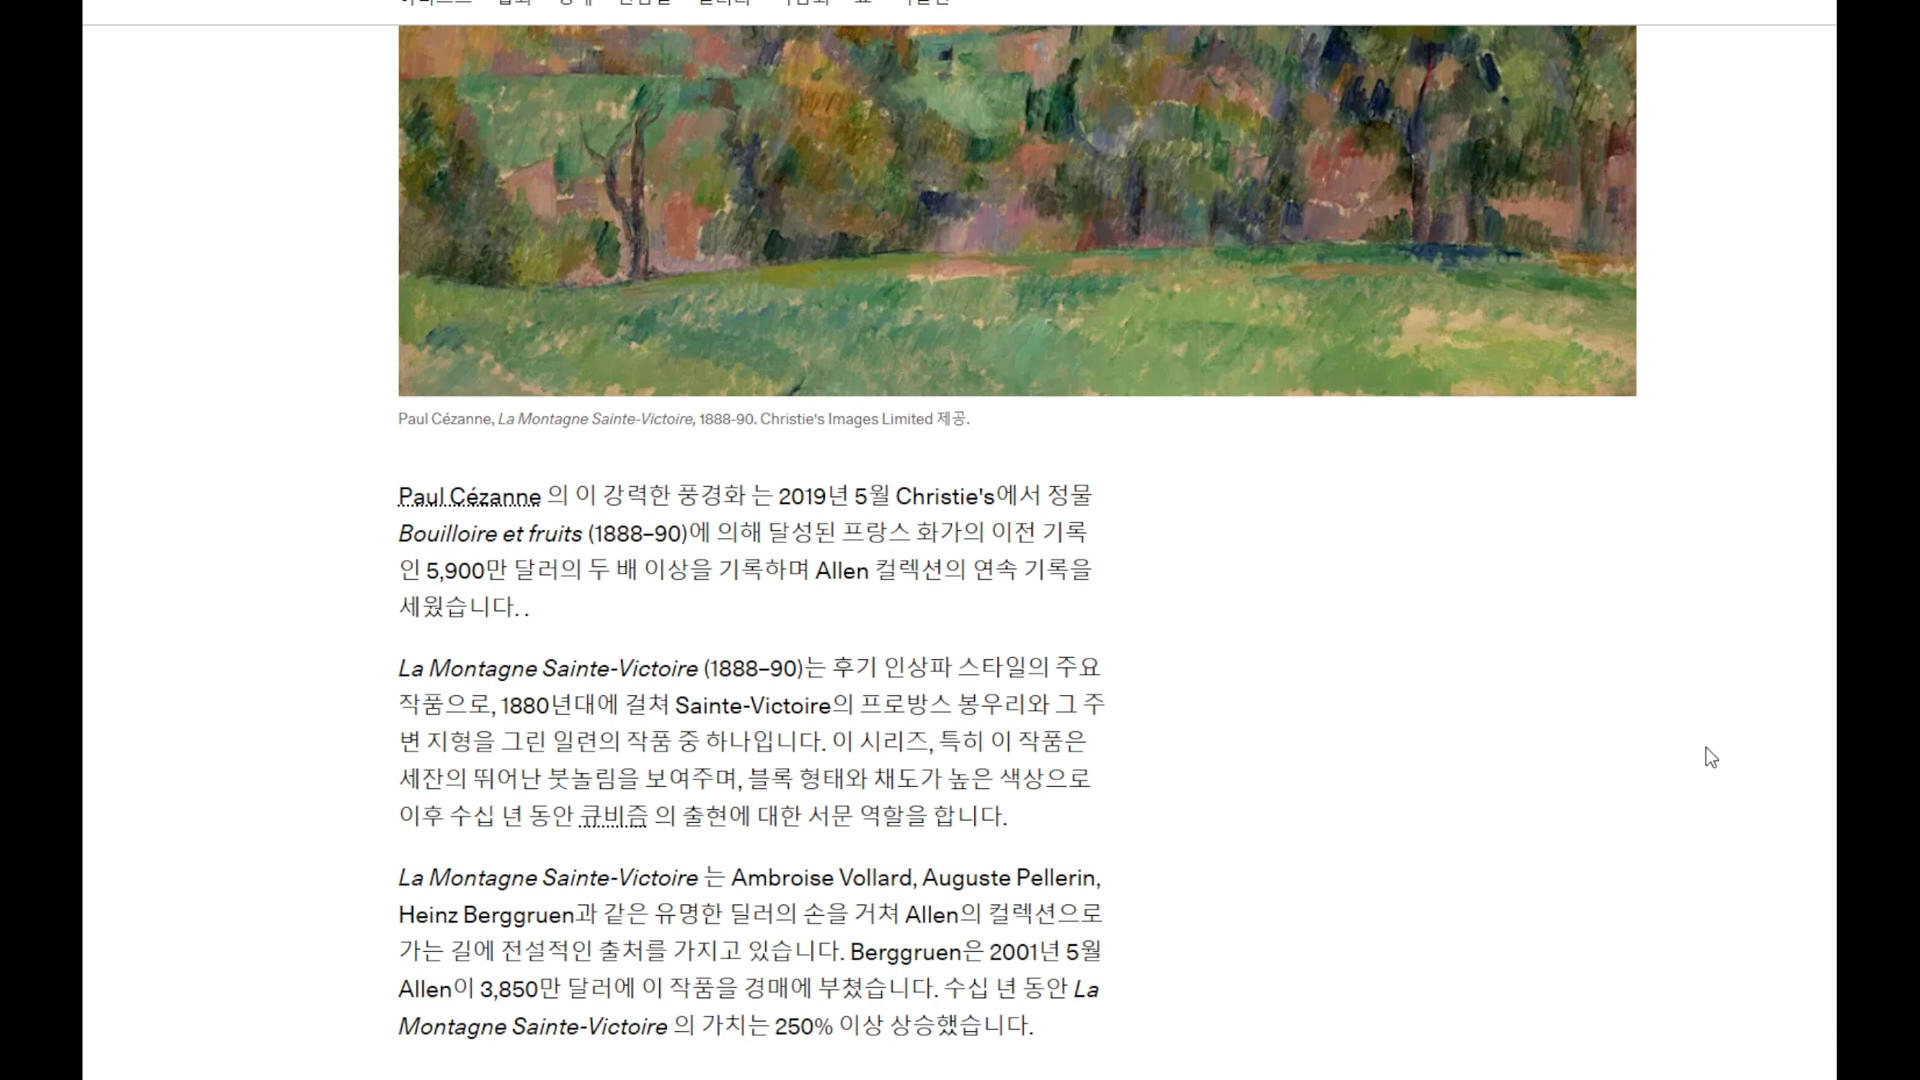 Paul Cézanne, La Montagne Sainte-Victoire, 1888-90. Christie's Images Limited 제공.
Paul Cézanne 의 이 강력한 풍경화 는 2019년 5월 Christie's에서 정물
Bouilloire et fruits (1888–90)에 의해 달성된 프랑스 화가의 이전 기록
인 5,900만 달러의 두 배 이상을 기록하며 Allen 컬렉션의 연속 기록을
세웠습니다. .
La Montagne Sainte-Victoire (1888–90)는 후기 인상파 스타일의 주요
작품으로, 1880년대에 걸쳐 Sainte-Victoire의 프로방스 봉우리와 그 주
변 지형을 그린 일련의 작품 중 하나입니다. 이 시리즈, 특히 이 작품은
세잔의 뛰어난 붓놀림을 보여주며, 블록 형태와 채도가 높은 색상으로
이후 수십 년 동안 큐비즘 의 출현에 대한 서문 역할을 합니다.
La Montagne Sainte-Victoire 는 Ambroise Vollard, Auguste Pellerin,
Heinz Berggruen과 같은 유명한 딜러의 손을 거쳐 Allen의 컬렉션으로
가는 길에 전설적인 출처를 가지고 있습니다. Berggruen은 2001년 5월
Allen이 3,850만 달러에 이 작품을 경매에 부쳤습니다. 수십 년 동안 La
Montagne Sainte-Victoire 의 가치는 250% 이상 상승했습니다.